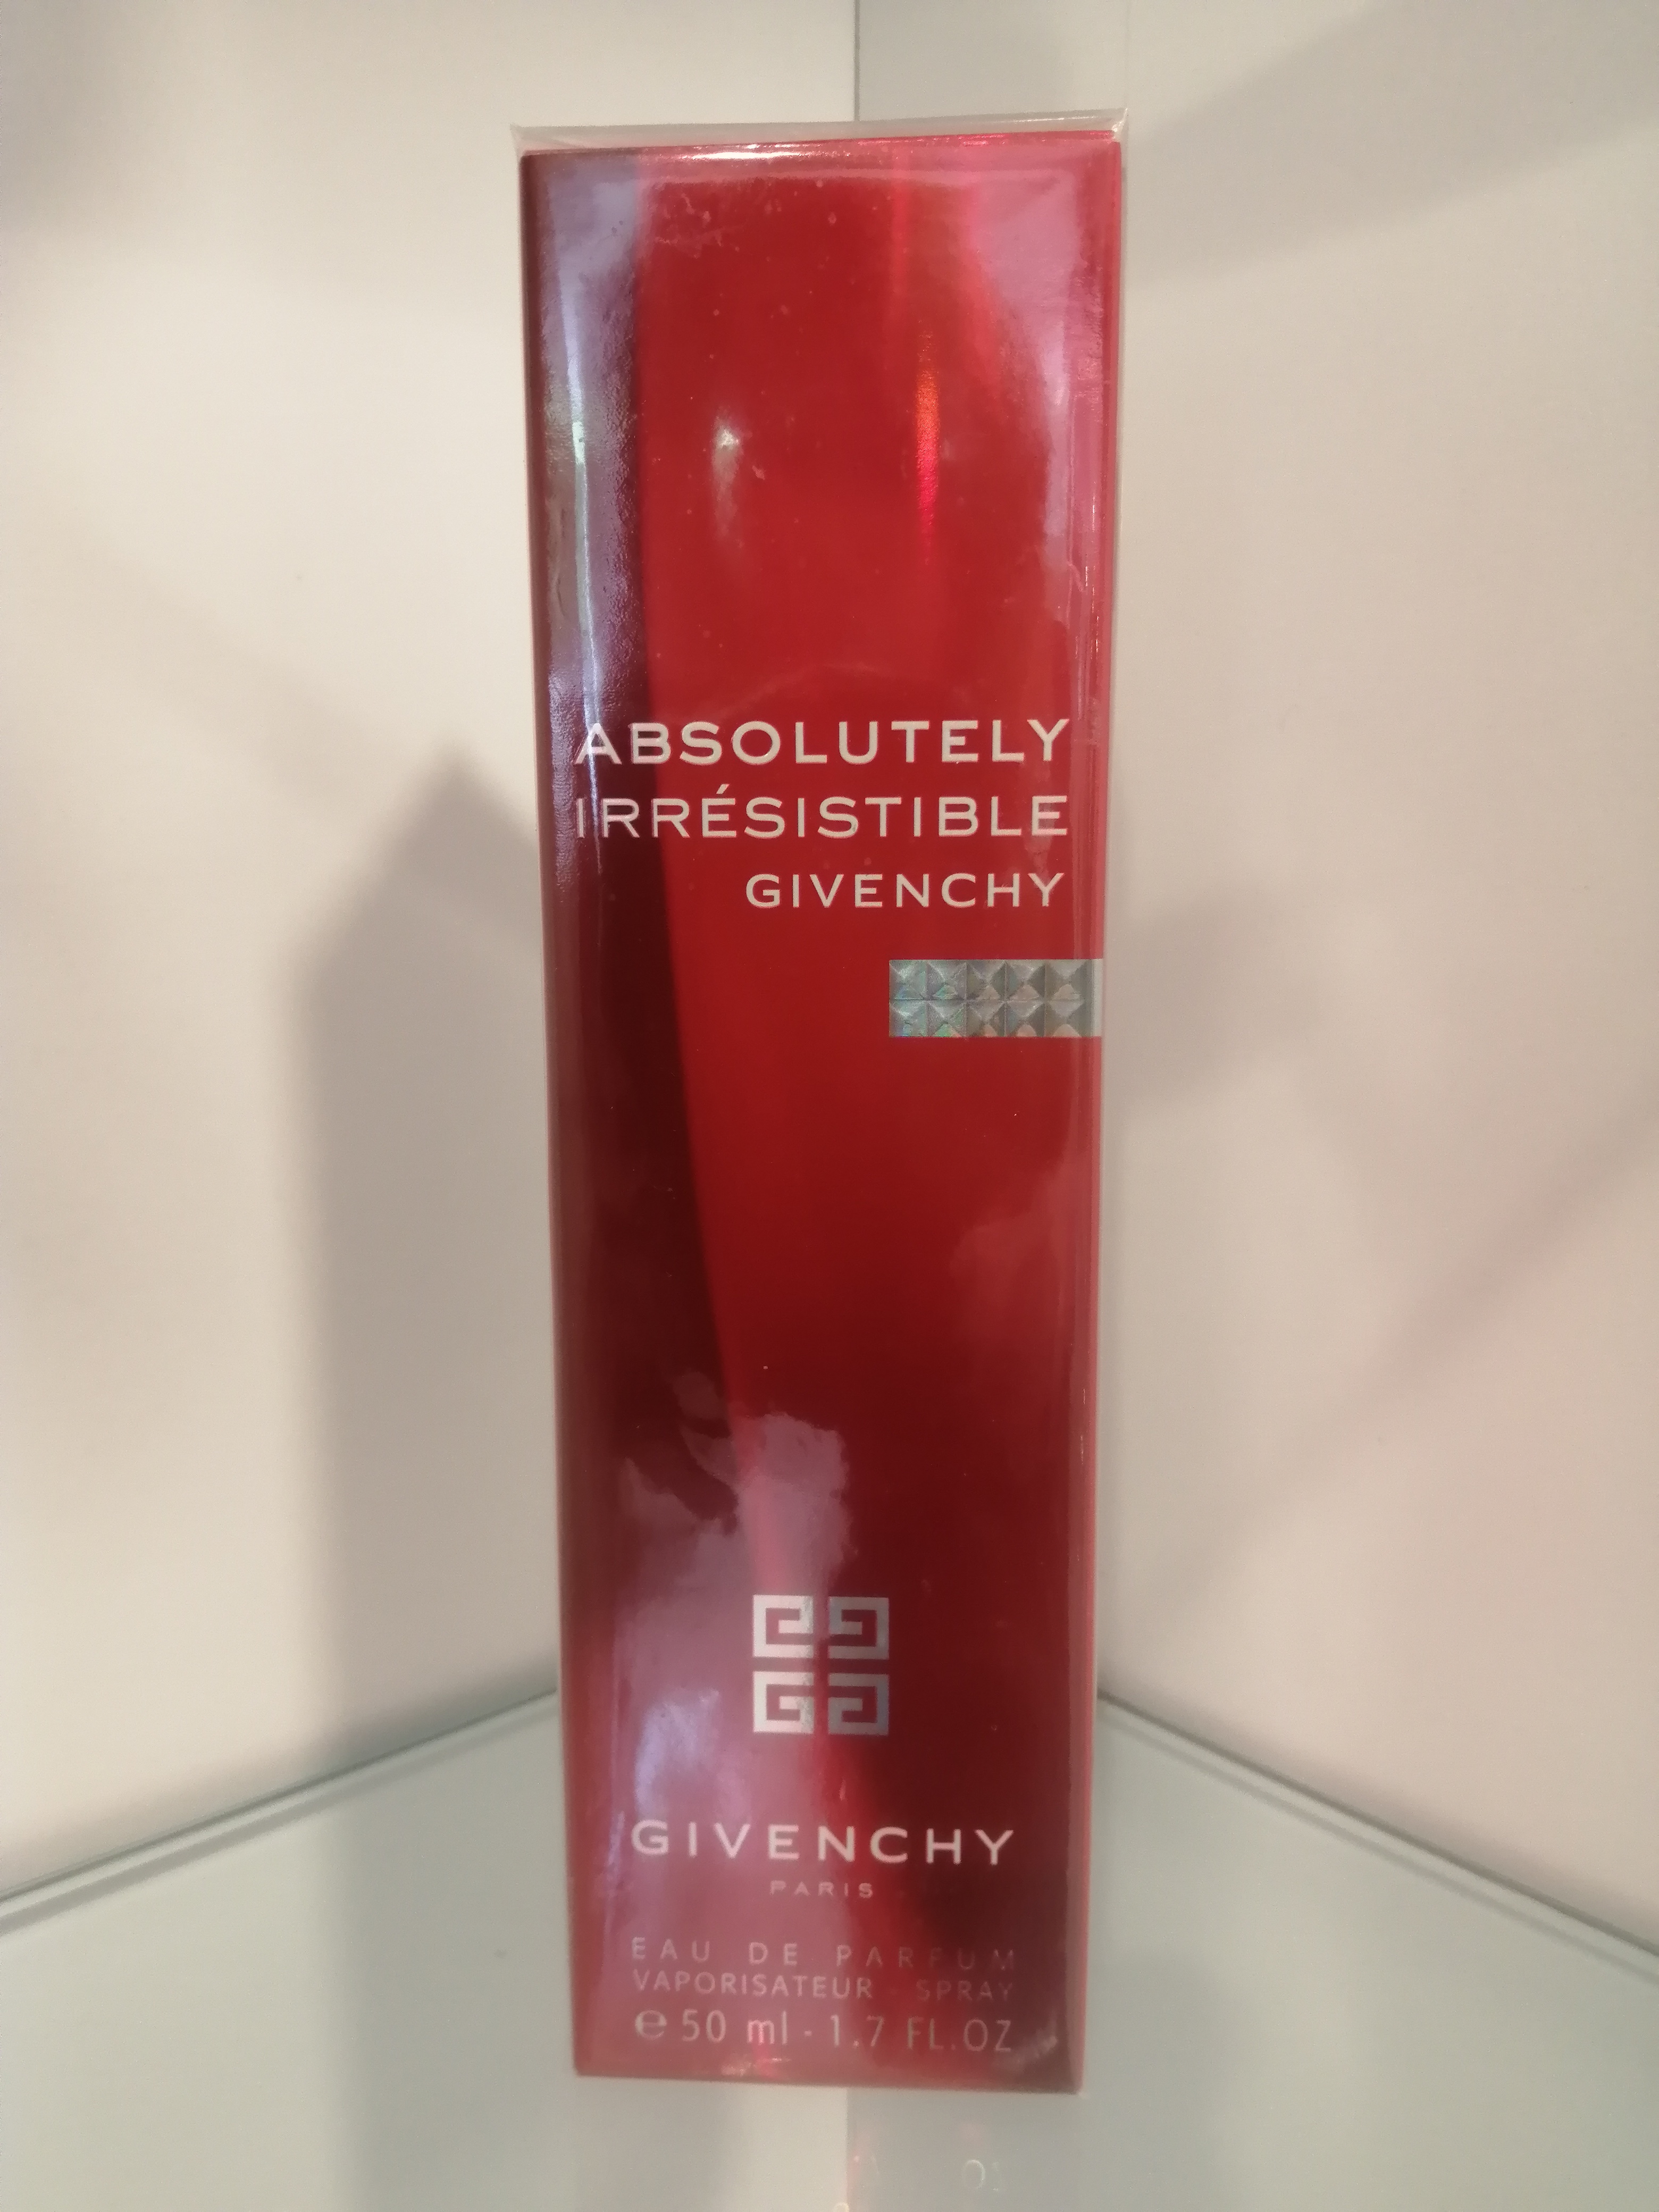 ABSOLUTELY
IRRÉSISTIBLE
GIVENCHY
GIVENCHY
PARIS
EAU DE PARFUM
VAPORISATEUR - SPRAY
℮ 50 ml - 1.7 FL.OZ